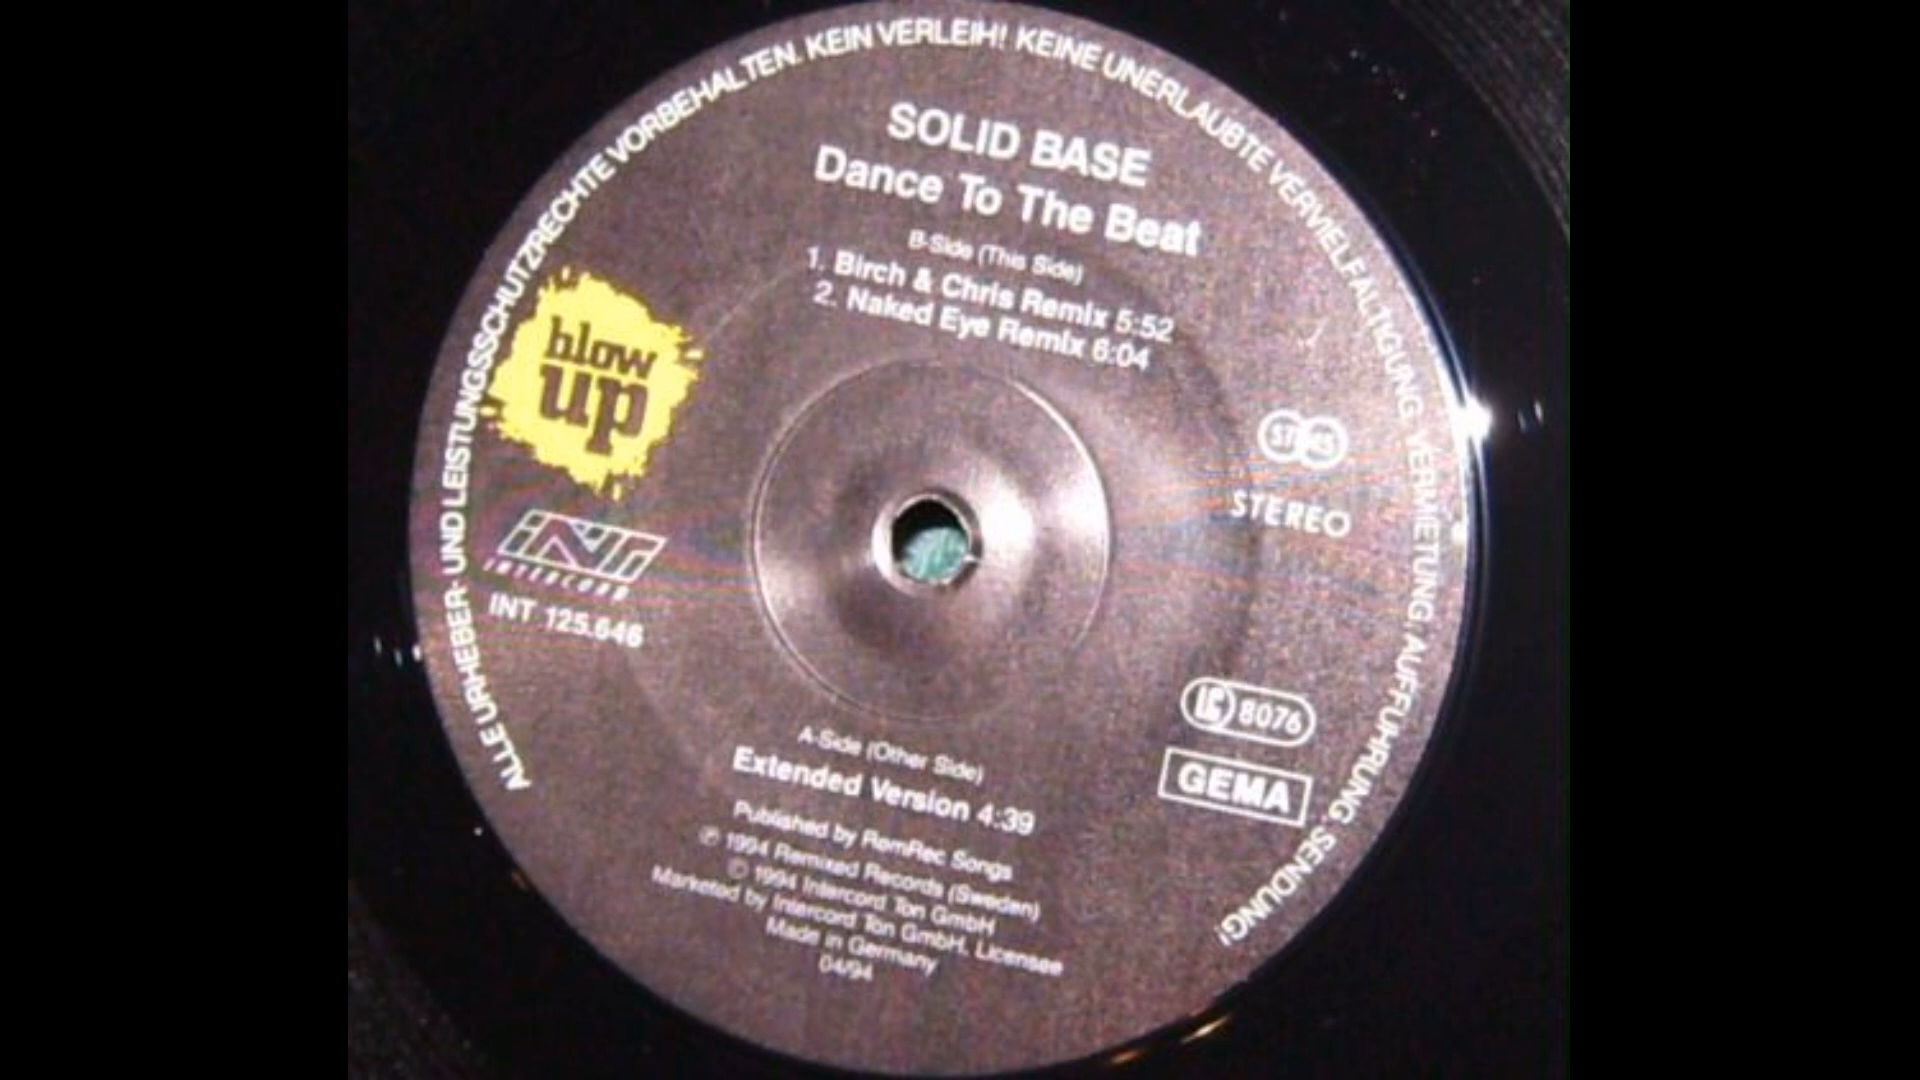 ALLE URHEBER- UND LEISTUNGSSCHUTZRECHTE VORBEHALTEN. KEIN VERLEIH! KEINE UNERLAUBTE VERVIELFÄLTIGUNG, VERMIETUNG, AUFFÜHRUNG, SENDUNG!
SOLID BASE
Dance To The Beat
B-Side (This Side)
1. Birch & Chris Remix 5:52
2. Naked Eye Remix 6:04
blow
up
ST 45
STEREO
INT
INTERCORD
INT 125.646
LC 8076
GEMA
A-Side (Other Side)
Extended Version 4:39
Published by RemRec Songs
℗ 1994 Remixed Records (Sweden)
© 1994 Intercord Ton GmbH
Marketed by Intercord Ton GmbH, Licensee
Made in Germany
04/94